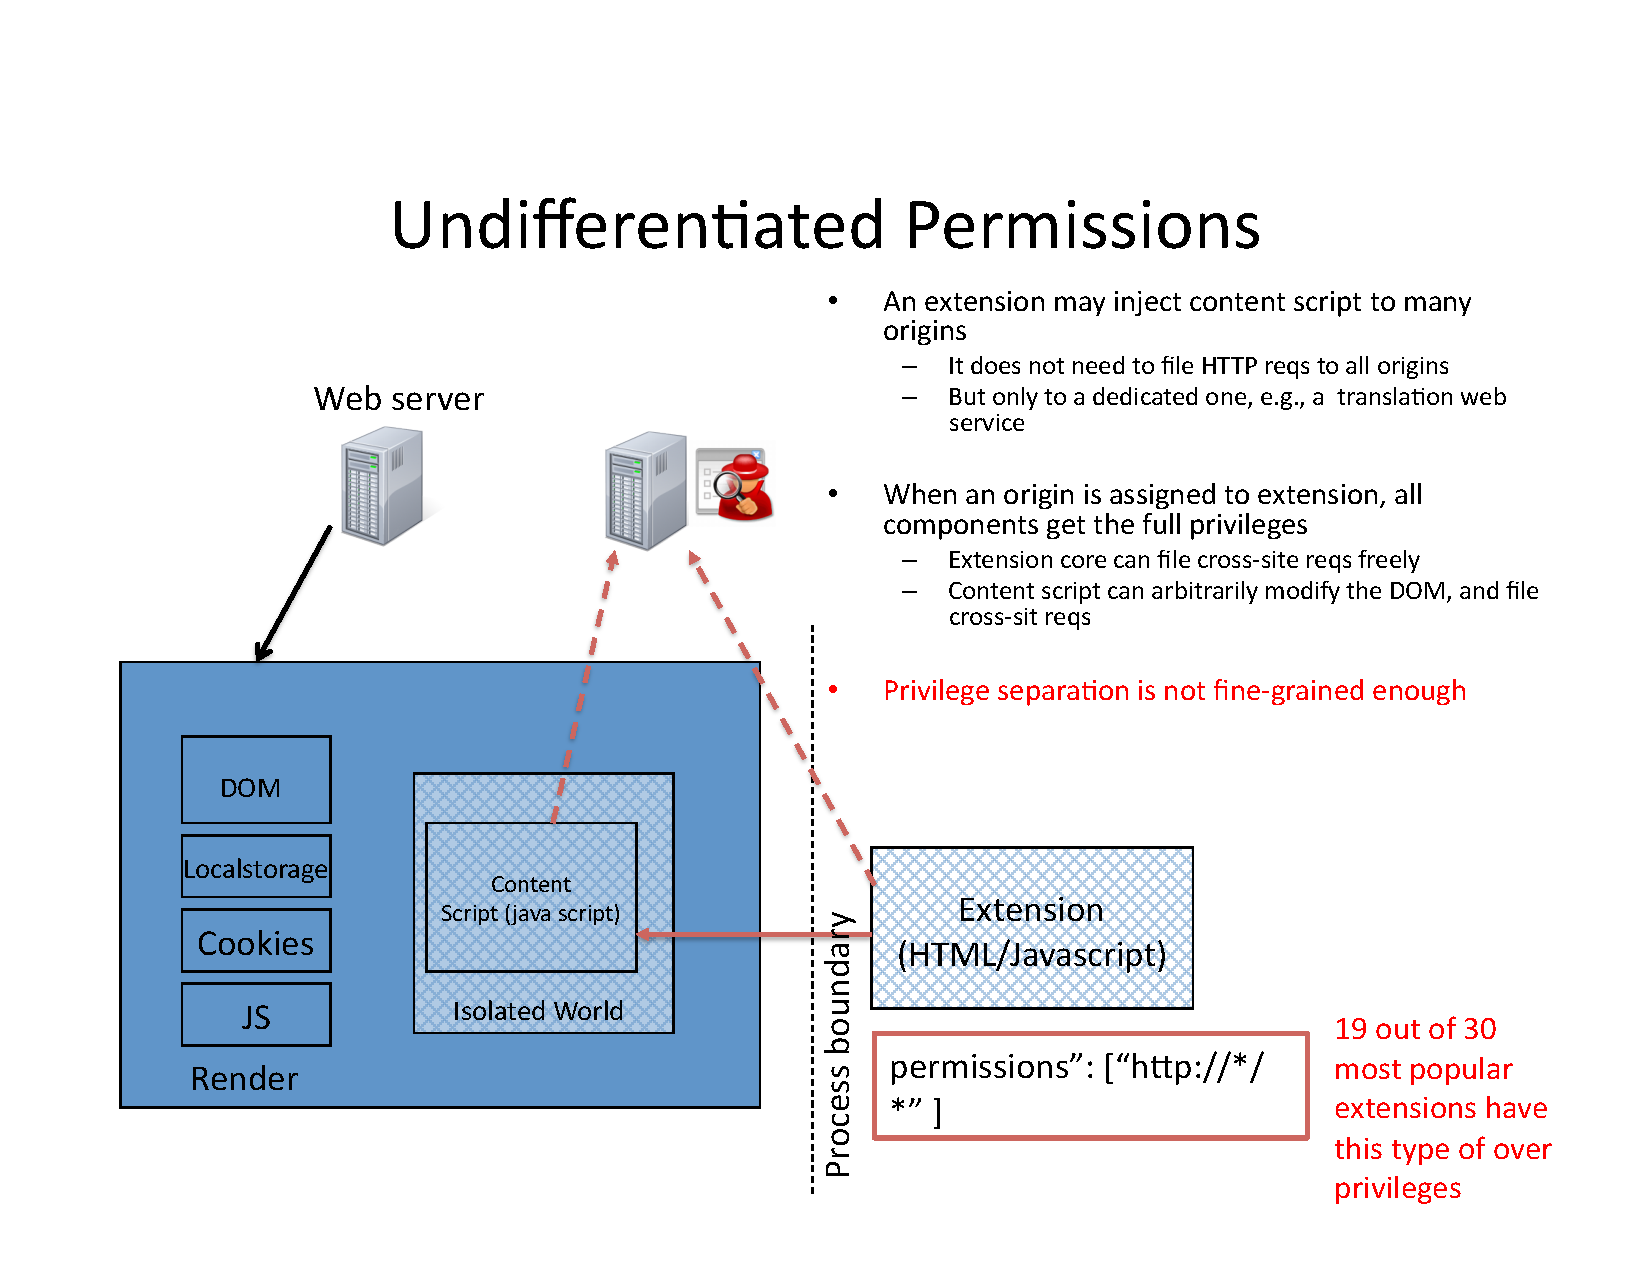 Undifferentiated Permissions
• An extension may inject content script to many
origins
– It does not need to file HTTP reqs to all origins
– But only to a dedicated one, e.g., a translation web
service
• When an origin is assigned to extension, all
components get the full privileges
– Extension core can file cross-site reqs freely
– Content script can arbitrarily modify the DOM, and file
cross-sit reqs
• Privilege separation is not fine-grained enough
Web server
DOM
Localstorage
Cookies
JS
Render
Content
Script (java script)
Isolated World
Process boundary
Extension
(HTML/Javascript)
permissions”: [“http://*/
*” ]
19 out of 30
most popular
extensions have
this type of over
privileges